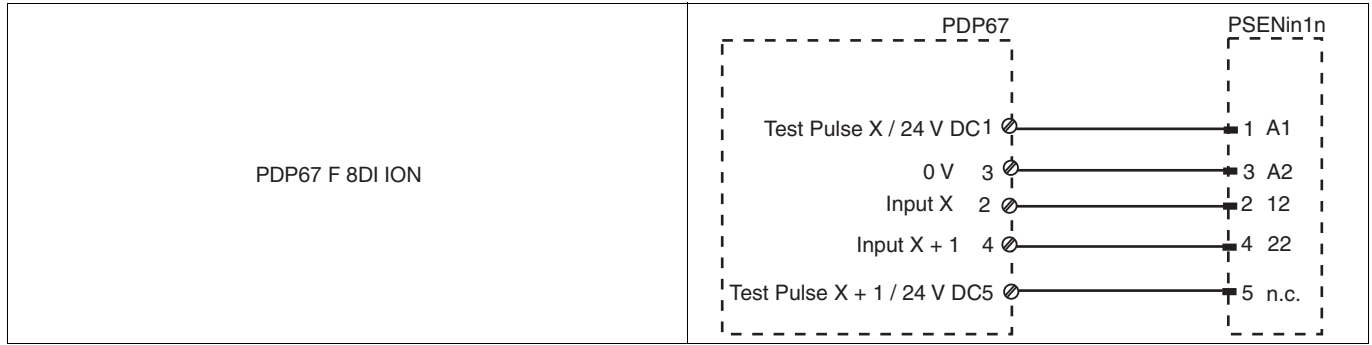 PDP67 F 8DI ION
PDP67 PSENin1n
Test Pulse X / 24 V DC1 1 A1
0 V 3 3 A2
Input X 2 2 12
Input X + 1 4 4 22
Test Pulse X + 1 / 24 V DC5 5 n.c.